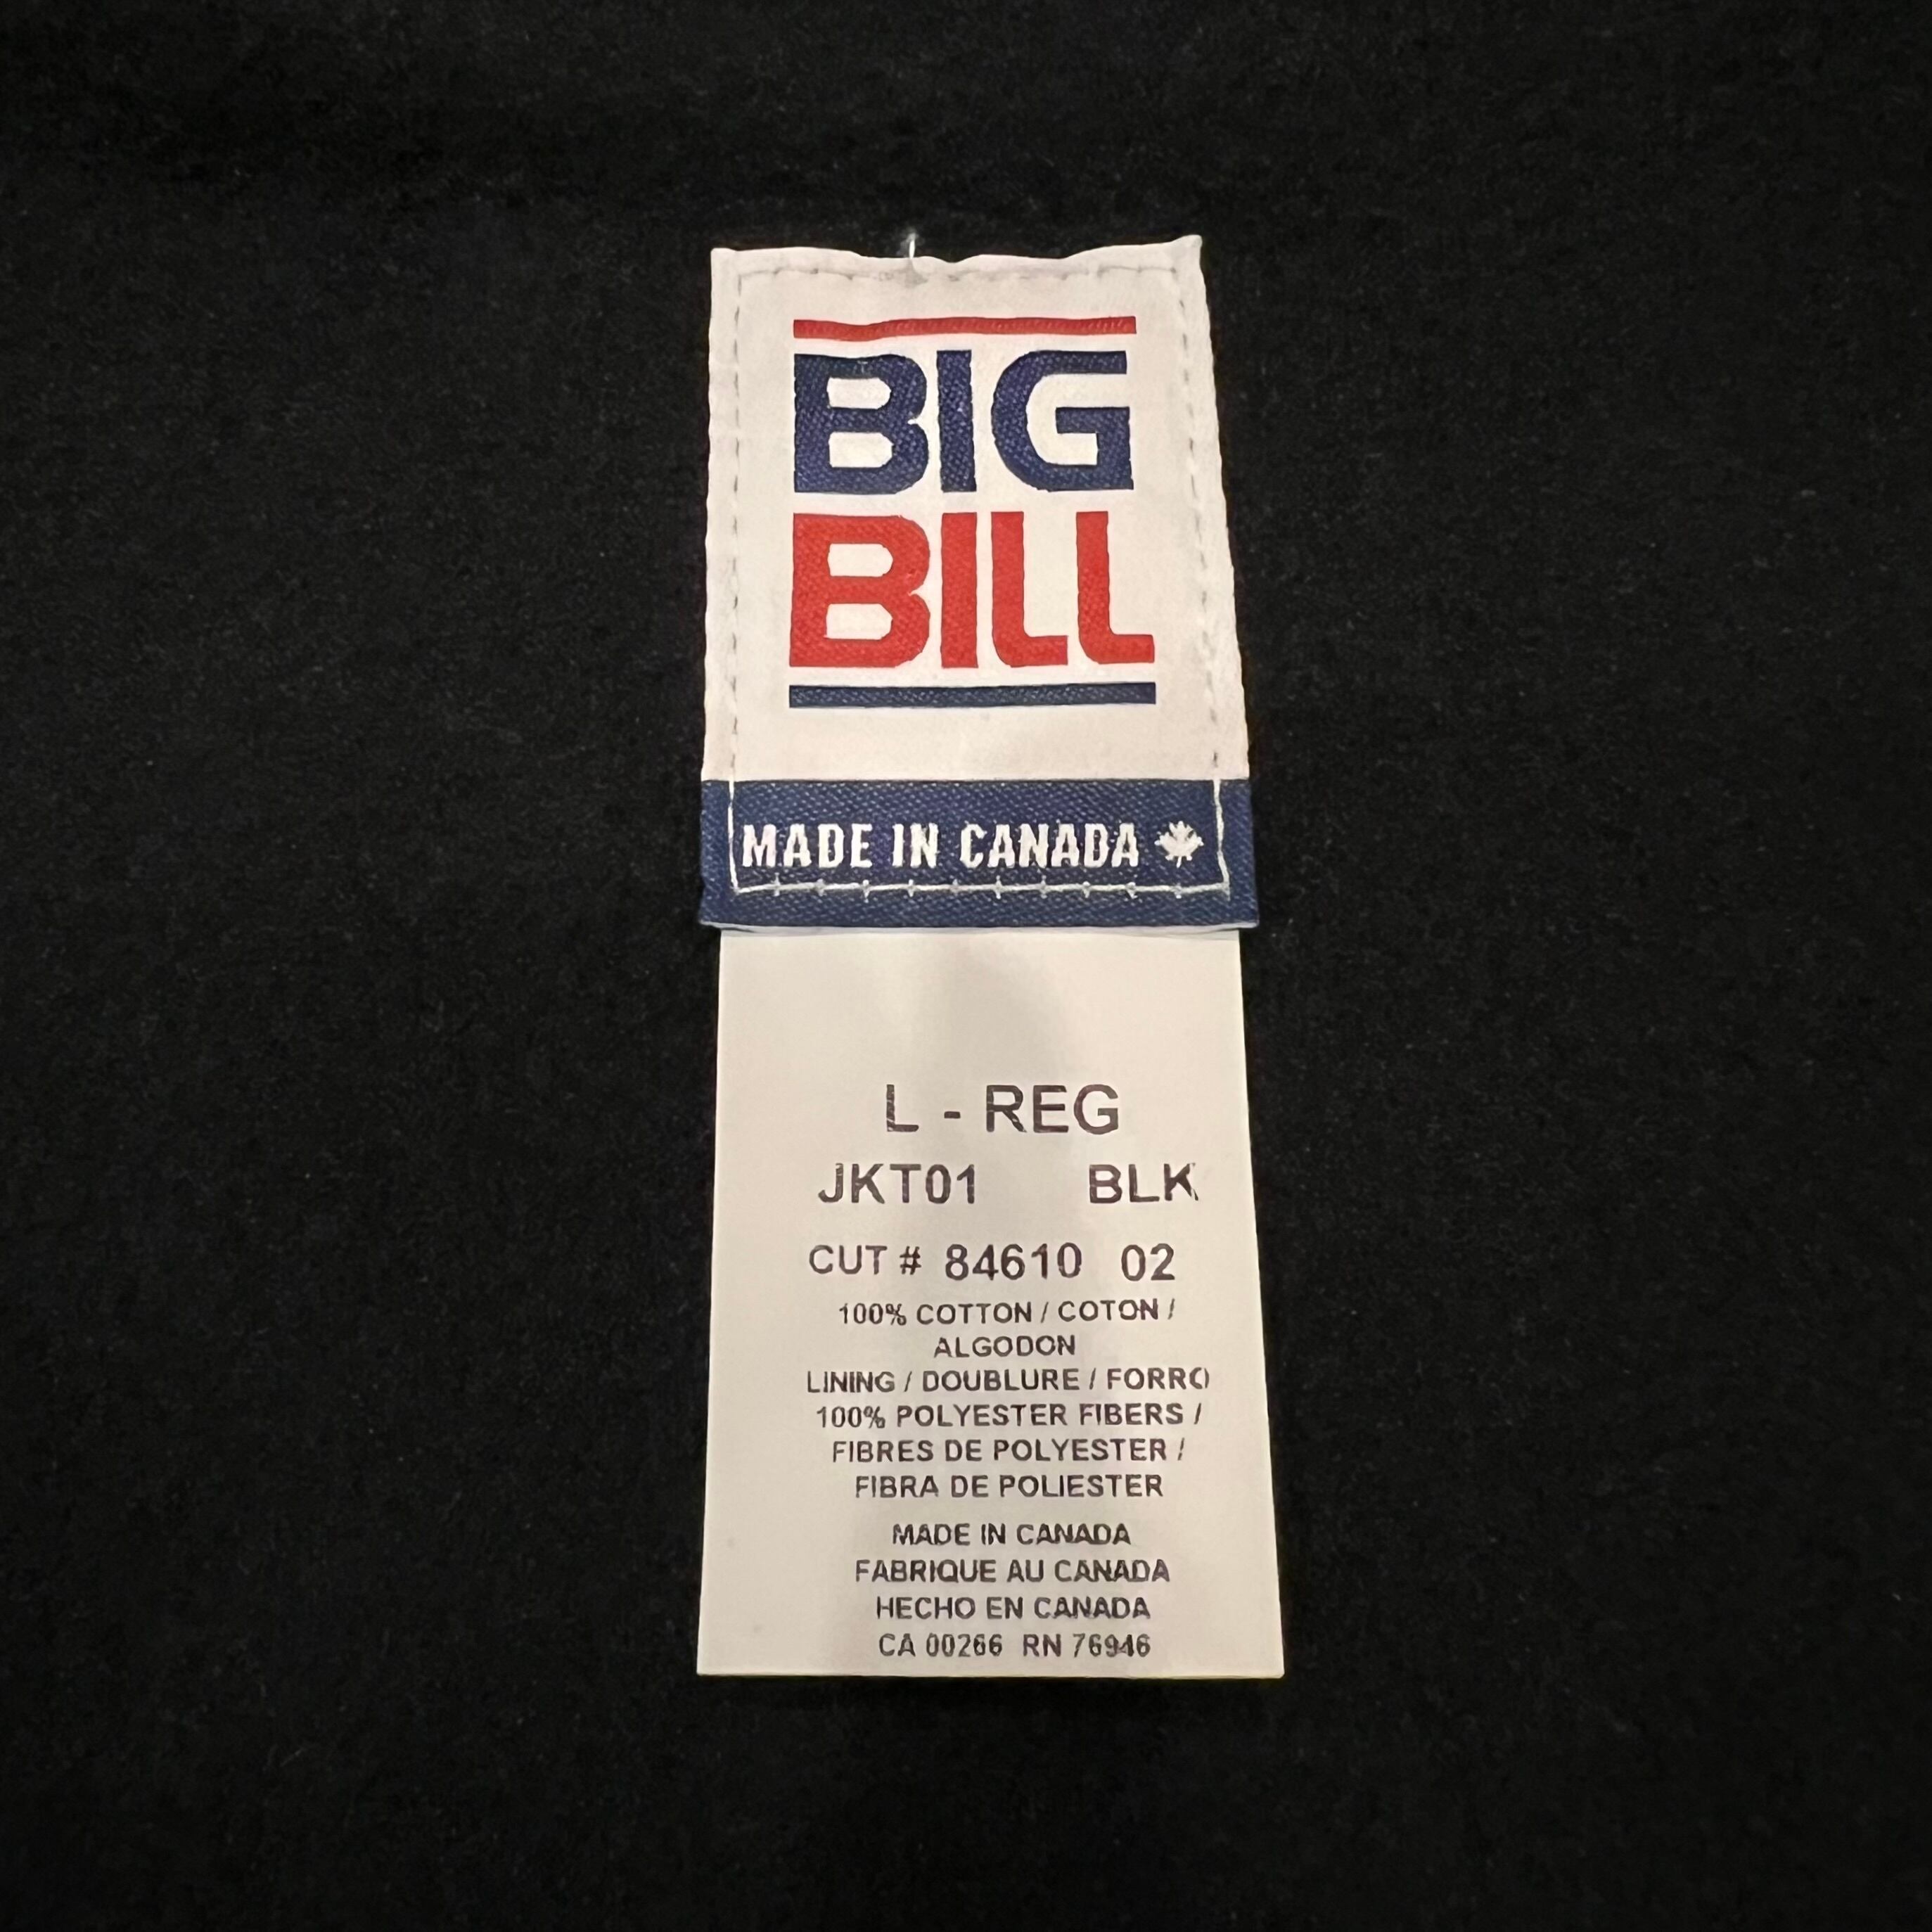 BIG
BILL
MADE IN CANADA
L - REG
JKT01 BLK
CUT # 84610 02
100% COTTON / COTON /
ALGODON
LINING / DOUBLURE / FORRO
100% POLYESTER FIBERS /
FIBRES DE POLYESTER /
FIBRA DE POLIESTER
MADE IN CANADA
FABRIQUE AU CANADA
HECHO EN CANADA
CA 00266 RN 76946